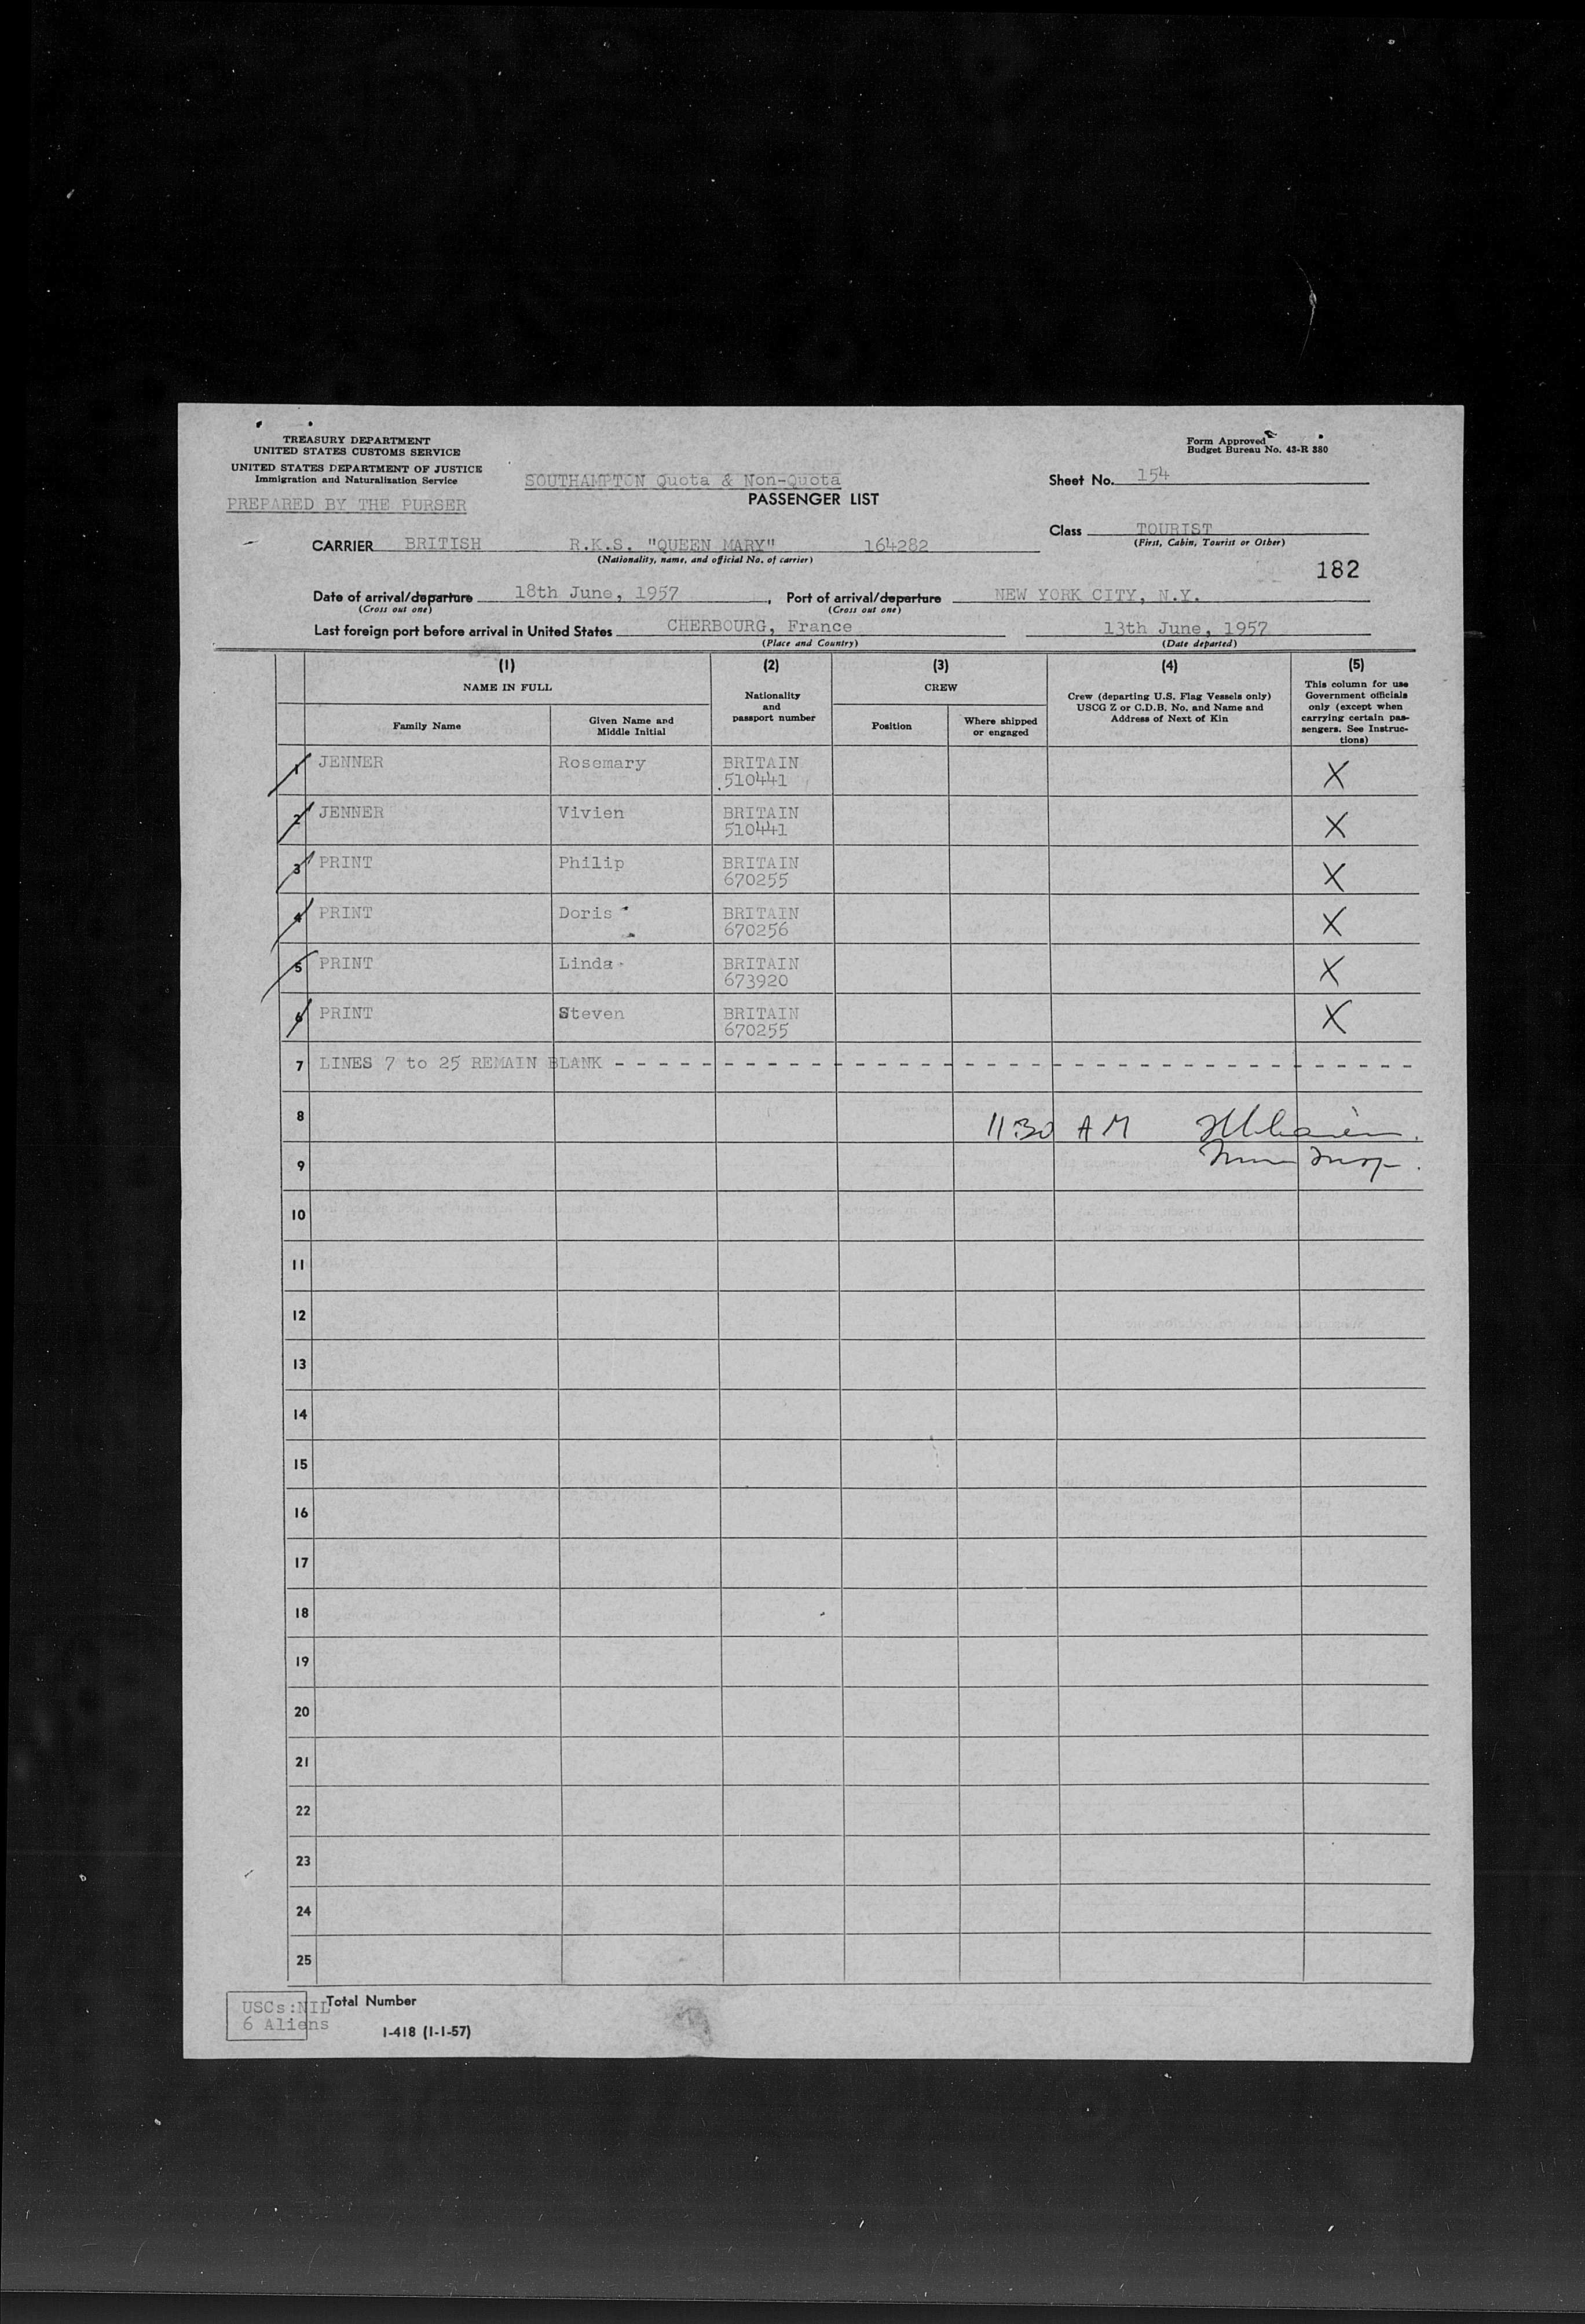 TREASURY DEPARTMENT
UNITED STATES CUSTOMS SERVICE
UNITED STATES DEPARTMENT OF JUSTICE
Immigration and Naturalization Service
PREPARED BY THE PURSER
SOUTHAMPTON Quota & Non-Quota
PASSENGER LIST
Form Approved
Budget Bureau No. 43-R 380
Sheet No. 154
Class TOURIST
(First, Cabin, Tourist or Other)
CARRIER BRITISH R.K.S. "QUEEN MARY" 164282
(Nationality, name, and official No. of carrier)
182
Date of arrival/departure 18th June, 1957, Port of arrival/departure NEW YORK CITY, N.Y.
(Cross out one) (Cross out one)
Last foreign port before arrival in United States CHERBOURG, France 13th June, 1957
(Place and Country) (Date departed)
(1) (2) (3) (4) (5)
NAME IN FULL
Family Name
Given Name and
Middle Initial
Nationality
and
passport number
CREW
Position
Where shipped
or engaged
Crew (departing U.S. Flag Vessels only)
USCG Z or C.D.B. No. and Name and
Address of Next of Kin
This column for use
Government officials
only (except when
carrying certain pas-
sengers. See Instruc-
tions)
1 JENNER Rosemary BRITAIN X
510441
2 JENNER Vivien BRITAIN X
510441
3 PRINT Philip BRITAIN X
670255
4 PRINT Doris BRITAIN X
670256
5 PRINT Linda BRITAIN X
673920
6 PRINT Steven BRITAIN X
670255
7 LINES 7 to 25 REMAIN BLANK - - - - - - - - - - - - - - - - - - - - - - - - - - - - - -
8 11:30 A M
9
10
11
12
13
14
15
16
17
18
19
20
21
22
23
24
25
USCs:NIL
6 Aliens
Total Number
I-418 (1-1-57)